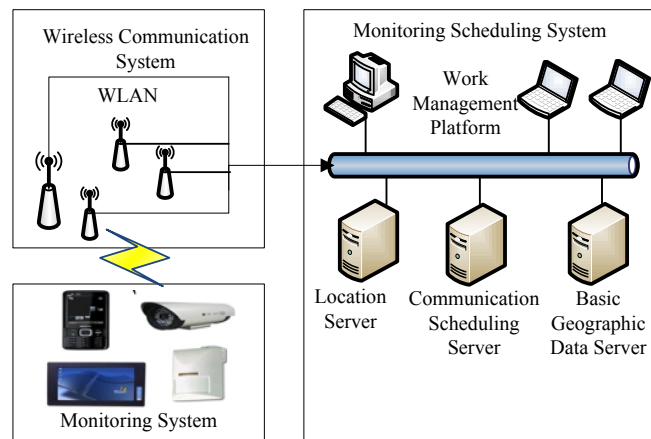 Wireless Communication
System
WLAN
Monitoring System
Monitoring Scheduling System
Work
Management
Platform
Location
Server
Communication
Scheduling
Server
Basic
Geographic
Data Server